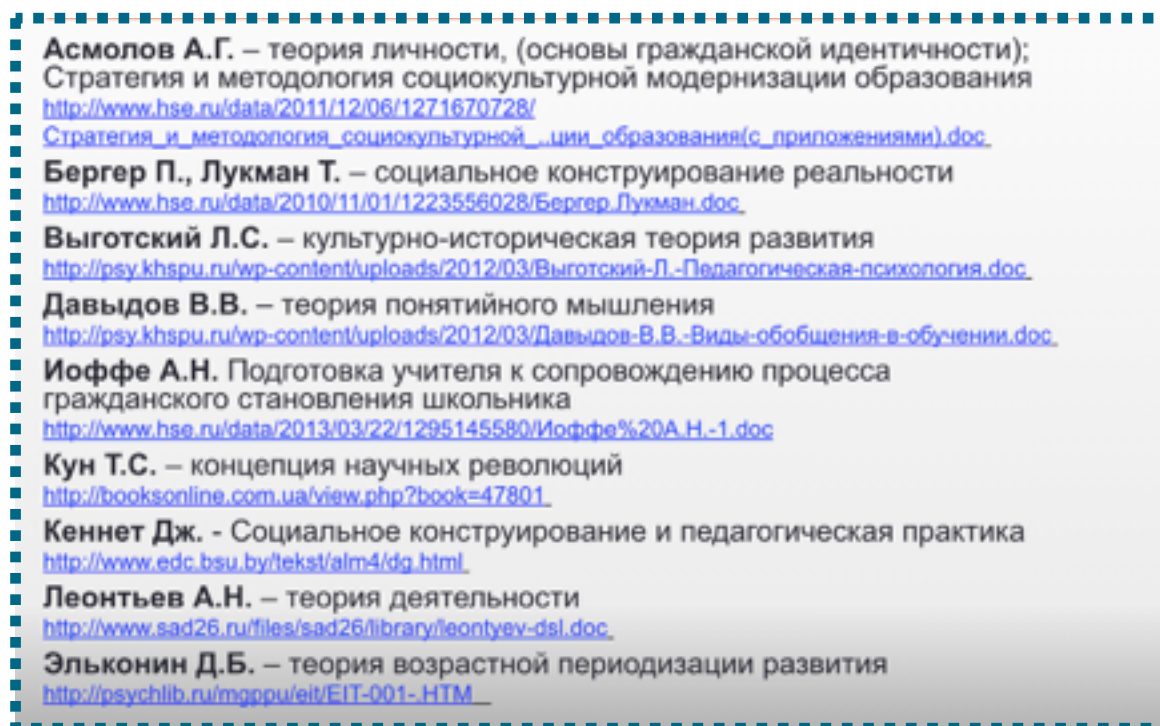 Асмолов А.Г. – теория личности, (основы гражданской идентичности);
Стратегия и методология социокультурной модернизации образования
http://www.hse.ru/data/2011/12/06/1271670728/
Стратегия_и_методология_социокультурной_..ции_образования(с_приложениями).doc
Бергер П., Лукман Т. – социальное конструирование реальности
http://www.hse.ru/data/2010/11/01/1223556028/Бергер.Лукман.doc
Выготский Л.С. – культурно-историческая теория развития
http://psy.khspu.ru/wp-content/uploads/2012/03/Выготский-Л.-Педагогическая-психология.doc
Давыдов В.В. – теория понятийного мышления
http://psy.khspu.ru/wp-content/uploads/2012/03/Давыдов-В.В.-Виды-обобщения-в-обучении.doc
Иоффе А.Н. Подготовка учителя к сопровождению процесса
гражданского становления школьника
http://www.hse.ru/data/2013/03/22/1295145580/Иоффе%20А.Н.-1.doc
Кун Т.С. – концепция научных революций
http://booksonline.com.ua/view.php?book=47801
Кеннет Дж. - Социальное конструирование и педагогическая практика
http://www.edc.bsu.by/tekst/alm4/dg.html
Леонтьев А.Н. – теория деятельности
http://www.sad26.ru/files/sad26/library/leontyev-dsl.doc
Эльконин Д.Б. – теория возрастной периодизации развития
http://psychlib.ru/mgppu/eit/EIT-001-.HTM